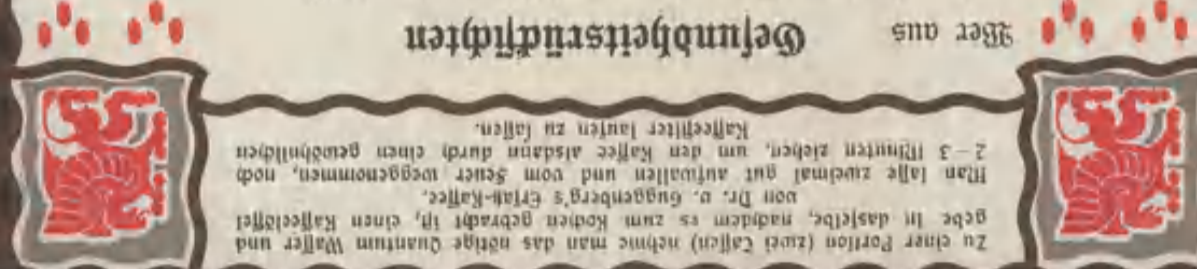 Zu einer Portion (zwei Tassen) nehme man das nötige Quantum Wasser und
gebe in dasselbe, nachdem es zum Kochen gebracht ist, einen Kaffeelöffel
von Dr. v. Guggenberg's Ersatz-Kaffee.
Man lasse zweimal gut aufwallen und vom Feuer weggenommen, noch
2–3 Minuten ziehen, um den Kaffee alsdann durch einen gewöhnlichen
Kaffeefilter laufen zu lassen.
Wer aus Gesundheitsrücksichten